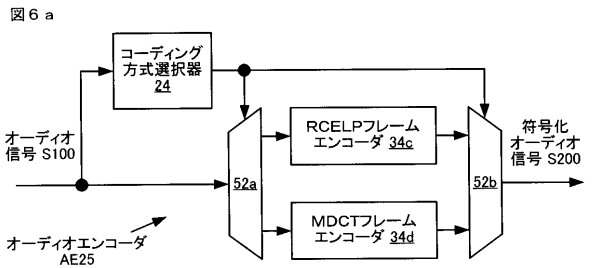 図６ａ
コーディング
方式選択器
24
オーディオ
信号 S100
52a
RCELPフレーム
エンコーダ 34c
MDCTフレーム
エンコーダ 34d
52b
符号化
オーディオ
信号 S200
オーディオエンコーダ
AE25